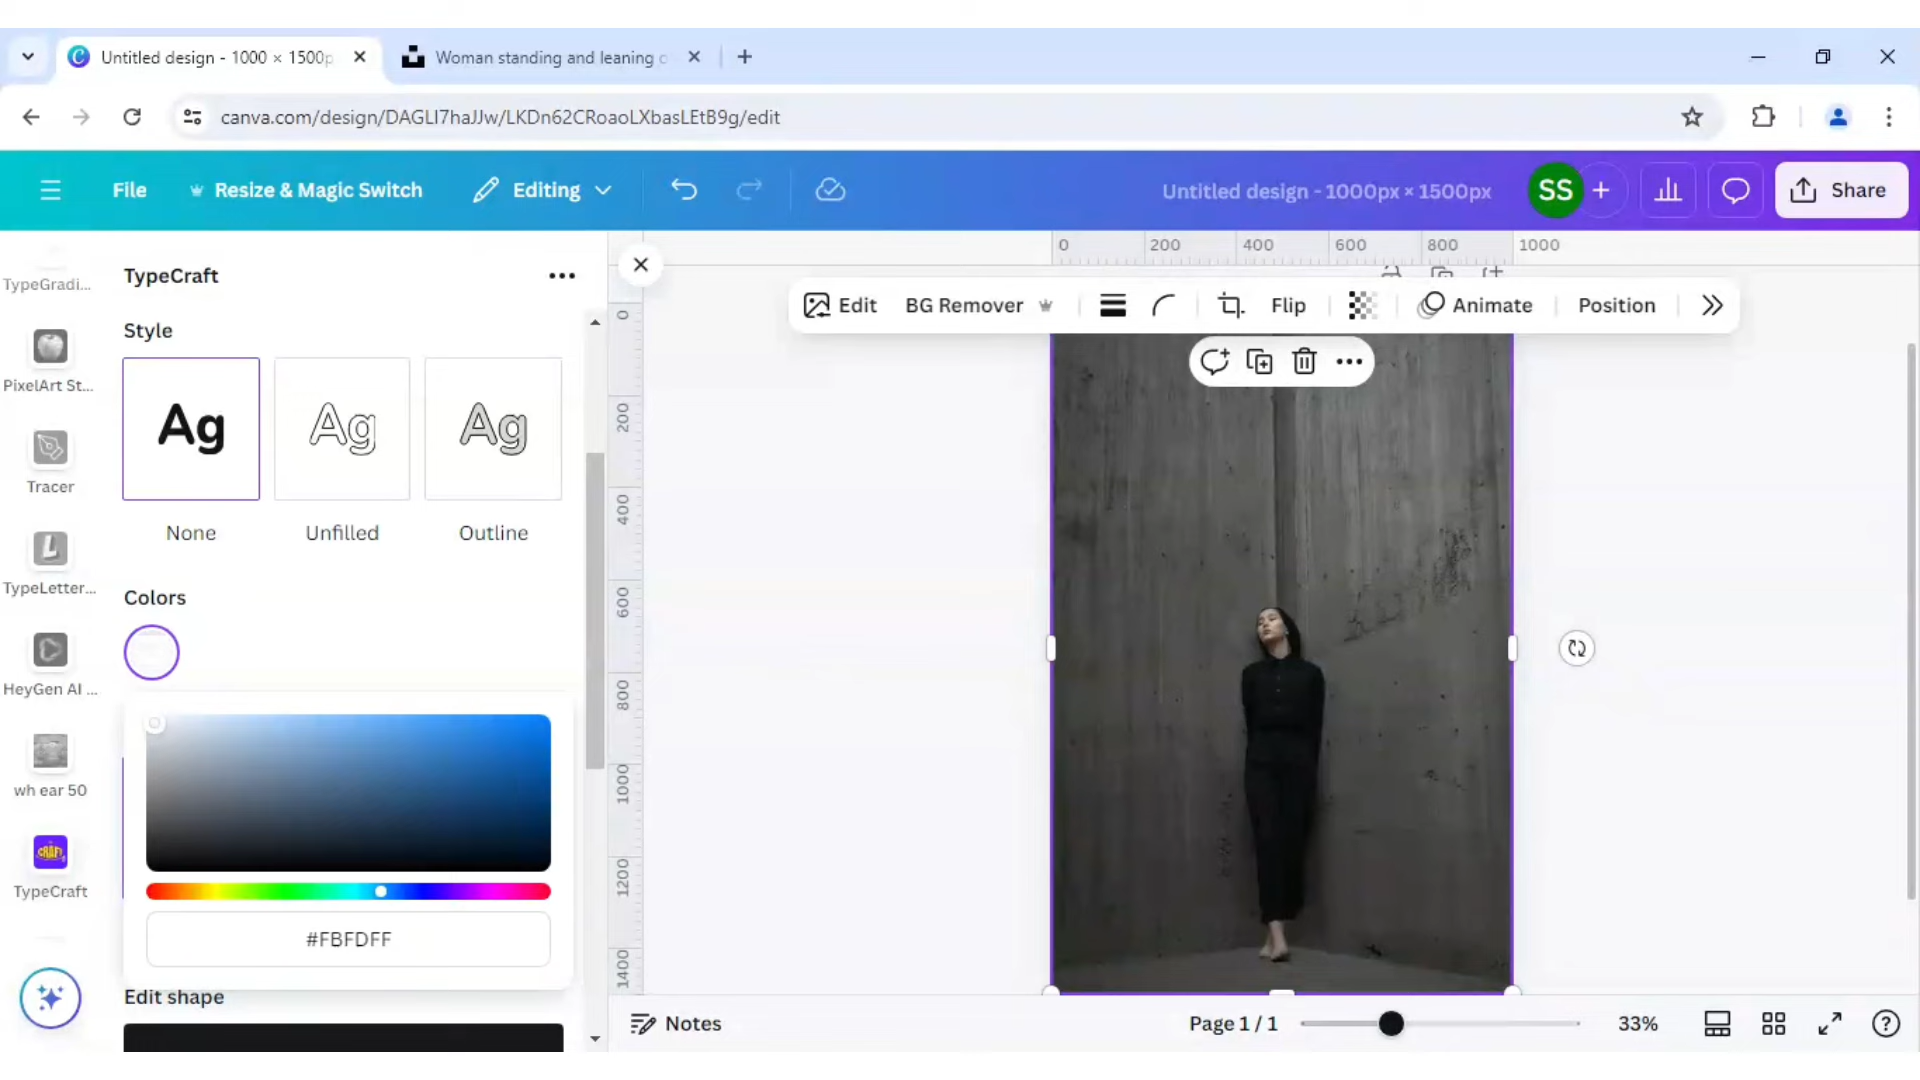 Untitled design - 1000 × 1500p
Woman standing and leaning o
canva.com/design/DAGLI7haJJw/LKDn62CRoaoLXbasLEtB9g/edit
File
Resize & Magic Switch
Editing
Untitled design - 1000px × 1500px
SS
Share
0 200 400 600 800 1000
TypeGradi...
TypeCraft
Edit
BG Remover
Flip
Animate
Position
Style
0
PixelArt St...
Ag
Ag
Ag
200
Tracer
400
None
Unfilled
Outline
TypeLetter...
Colors
600
HeyGen AI ...
800
wh ear 50
1000
CRAFT
TypeCraft
1200
#FBFDFF
1400
Edit shape
Notes
Page 1 / 1
33%